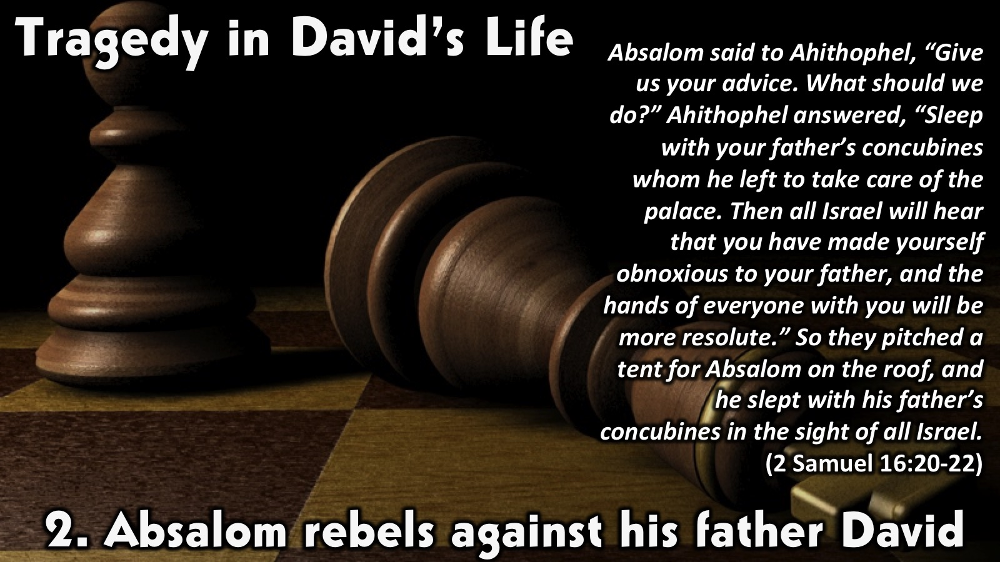 Tragedy in David’s Life
Absalom said to Ahithophel, “Give
us your advice. What should we
do?” Ahithophel answered, “Sleep
with your father’s concubines
whom he left to take care of the
palace. Then all Israel will hear
that you have made yourself
obnoxious to your father, and the
hands of everyone with you will be
more resolute.” So they pitched a
tent for Absalom on the roof, and
he slept with his father’s
concubines in the sight of all Israel.
(2 Samuel 16:20-22)
2. Absalom rebels against his father David